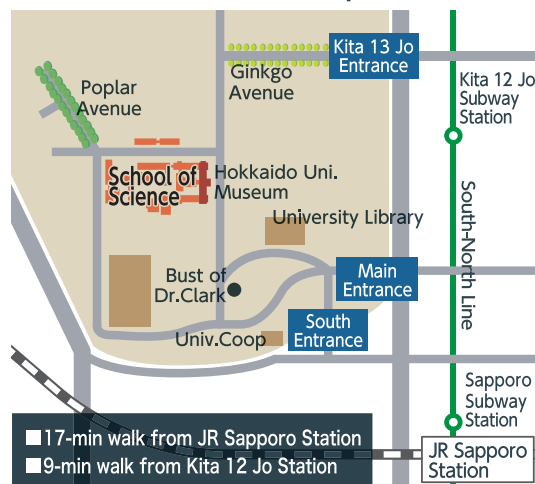 Kita 13 Jo
Entrance
Ginkgo
Avenue
Poplar
Avenue
Kita 12 Jo
Subway
Station
School of
Science
Hokkaido Uni.
Museum
University Library
South-North Line
Bust of
Dr.Clark
Main
Entrance
South
Entrance
Univ.Coop
Sapporo
Subway
Station
■17-min walk from JR Sapporo Station
■9-min walk from Kita 12 Jo Station
JR Sapporo
Station